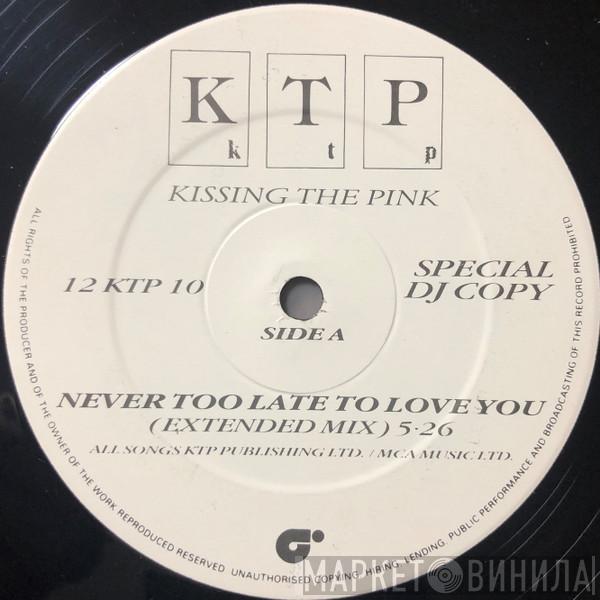 K T P
k t p
KISSING THE PINK
12 KTP 10
SPECIAL
DJ COPY
SIDE A
NEVER TOO LATE TO LOVE YOU
(EXTENDED MIX) 5·26
ALL SONGS KTP PUBLISHING LTD. / MCA MUSIC LTD.
ALL RIGHTS OF THE PRODUCER AND OF THE OWNER OF THE WORK REPRODUCED RESERVED. UNAUTHORISED COPYING, HIRING, LENDING, PUBLIC PERFORMANCE AND BROADCASTING OF THIS RECORD PROHIBITED
МАРКЕТ ВИНИЛА